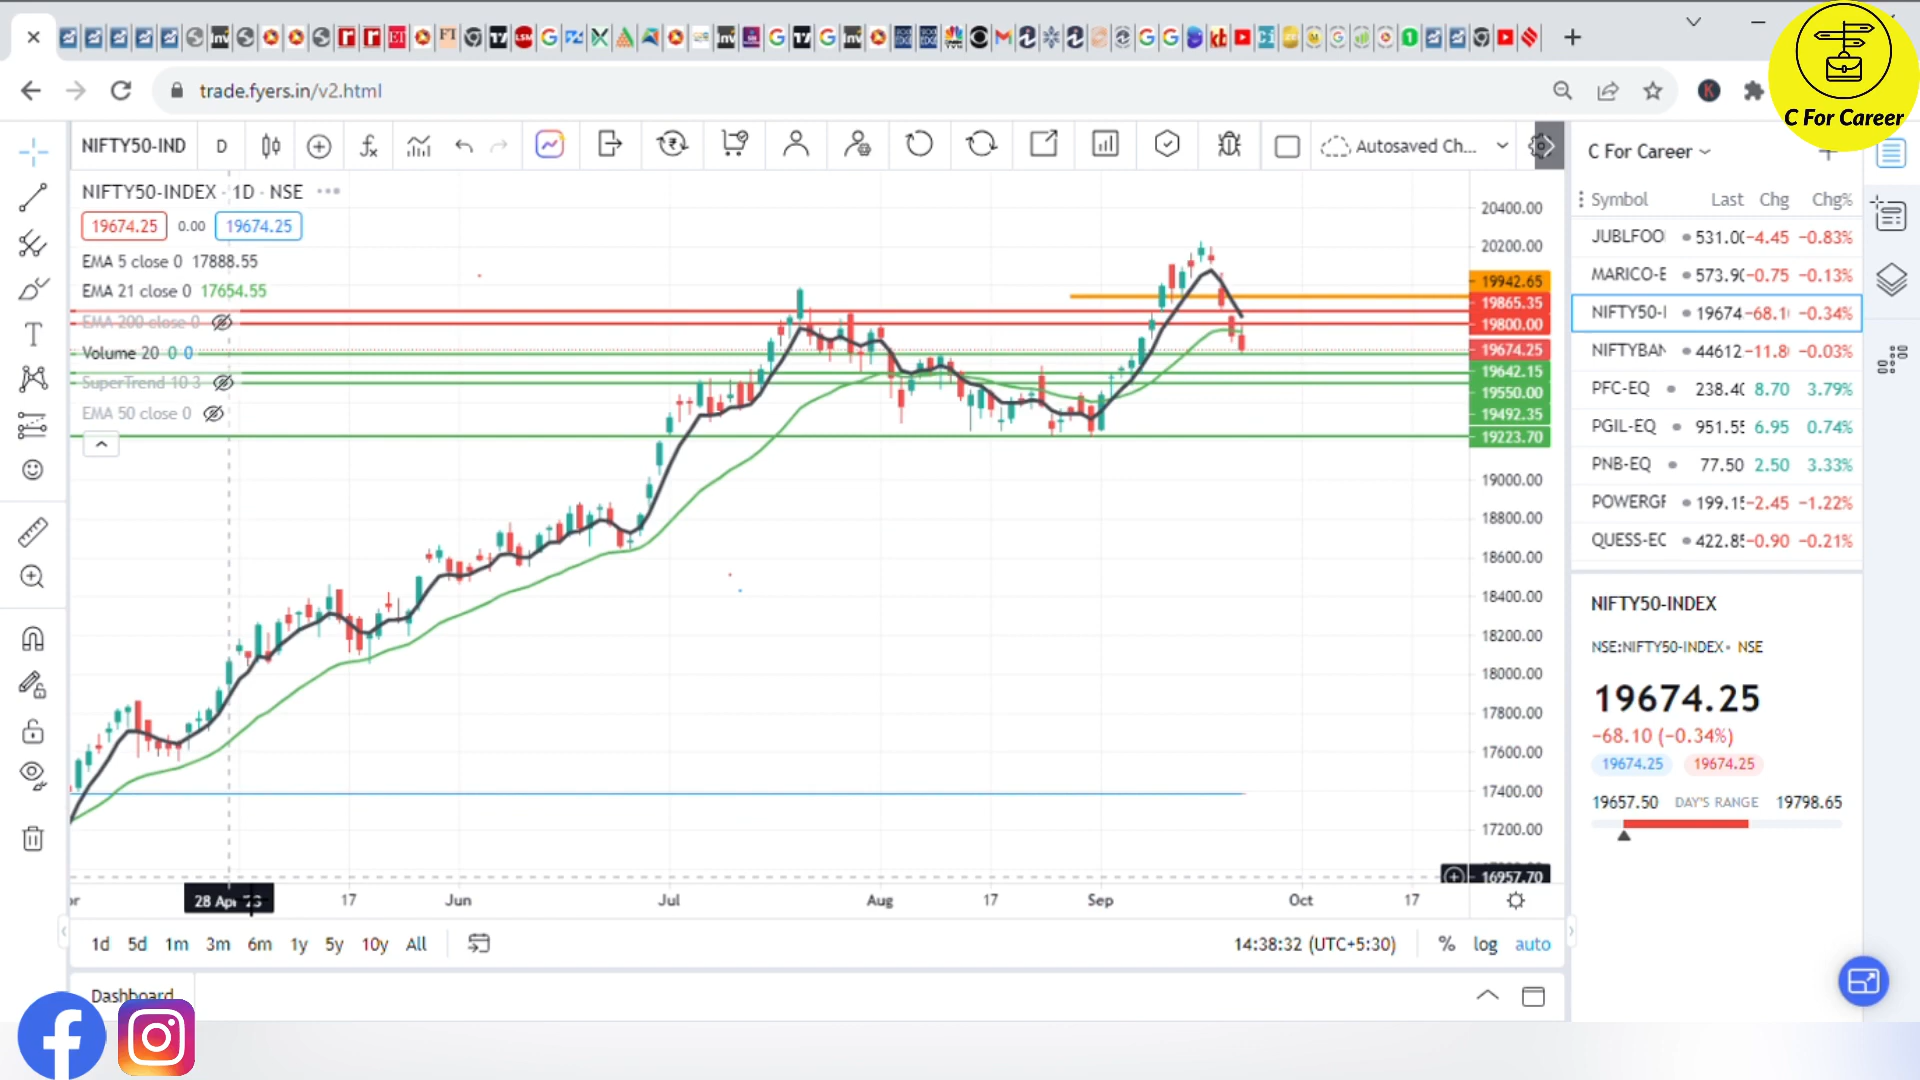 trade.fyers.in/v2.html
C For Career
NIFTY50-IND D Autosaved Ch...
C For Career
NIFTY50-INDEX · 1D · NSE
19674.25 0.00 19674.25
EMA 5 close 0 17888.55
EMA 21 close 0 17654.55
EMA 200 close 0
Volume 20 0 0
SuperTrend 10 3
EMA 50 close 0
20400.00
20200.00
19942.65
19865.35
19800.00
19674.25
19642.15
19550.00
19492.35
19223.70
19000.00
18800.00
18600.00
18400.00
18200.00
18000.00
17800.00
17600.00
17400.00
17200.00
16957.70
28 Apr 17 Jun Jul Aug 17 Sep Oct 17
1d 5d 1m 3m 6m 1y 5y 10y All
14:38:32 (UTC+5:30) % log auto
Dashboard
Symbol Last Chg Chg%
JUBLFOO 531.0 -4.45 -0.83%
MARICO-E 573.9 -0.75 -0.13%
NIFTY50-I 19674 -68.1 -0.34%
NIFTYBAN 44612 -11.8 -0.03%
PFC-EQ 238.4 8.70 3.79%
PGIL-EQ 951.5 6.95 0.74%
PNB-EQ 77.50 2.50 3.33%
POWERGR 199.1 -2.45 -1.22%
QUESS-EC 422.8 -0.90 -0.21%
NIFTY50-INDEX
NSE:NIFTY50-INDEX• NSE
19674.25
-68.10 (-0.34%)
19674.25 19674.25
19657.50 DAY'S RANGE 19798.65